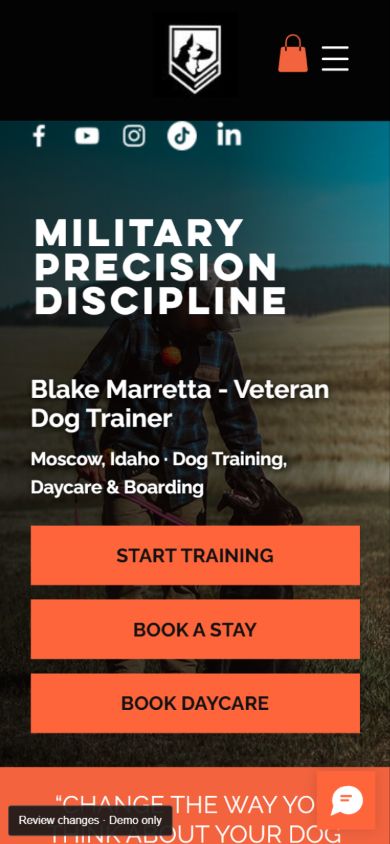 MILITARY
PRECISION
DISCIPLINE
Blake Marretta - Veteran
Dog Trainer
Moscow, Idaho · Dog Training,
Daycare & Boarding
START TRAINING
BOOK A STAY
BOOK DAYCARE
“CHANGE THE WAY
THINK ABOUT YOUR DOG
Review changes · Demo only